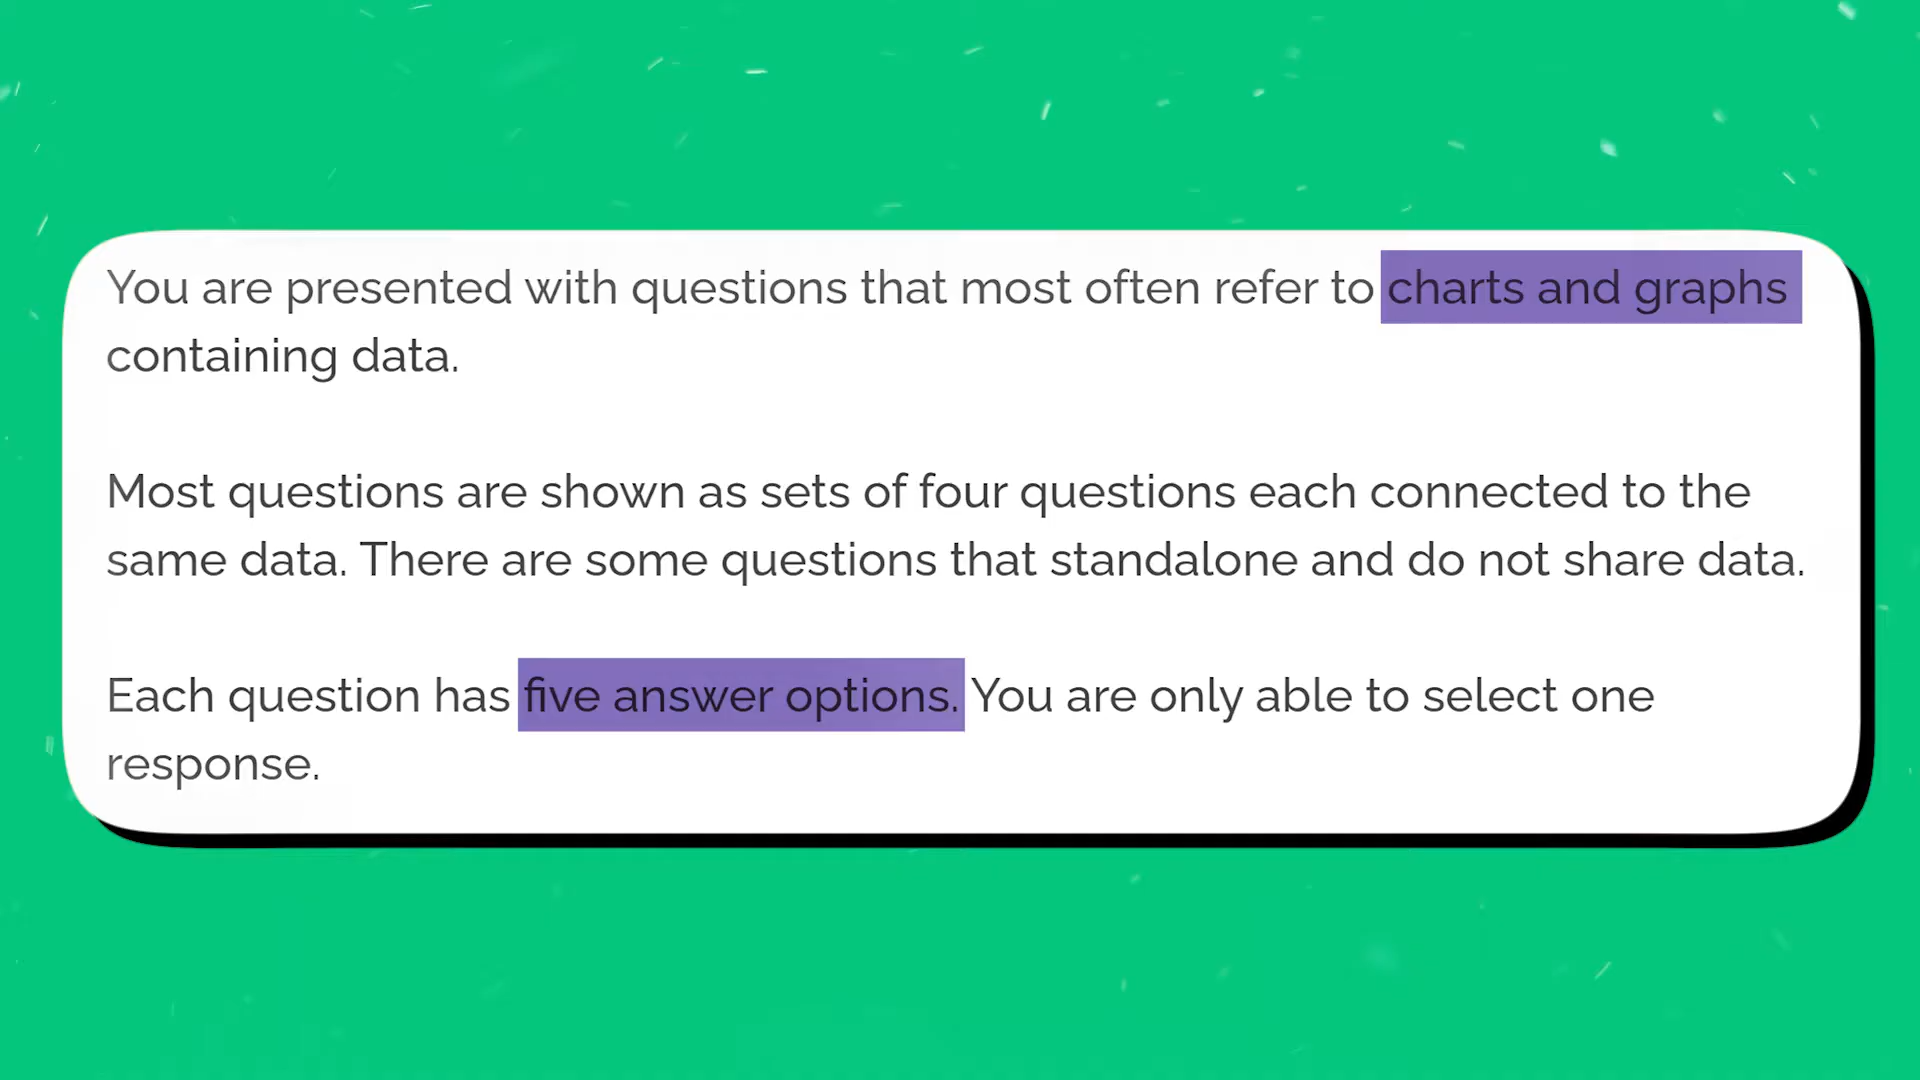 You are presented with questions that most often refer to charts and graphs
containing data.
Most questions are shown as sets of four questions each connected to the
same data. There are some questions that standalone and do not share data.
Each question has five answer options. You are only able to select one
response.